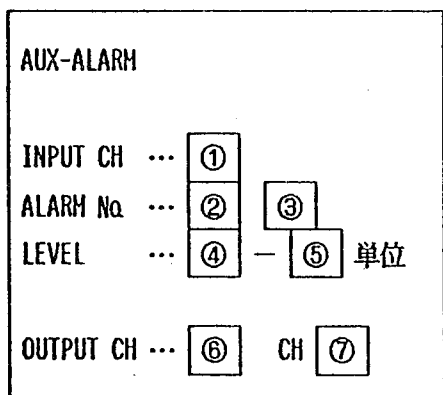 AUX-ALARM
INPUT CH … ①
ALARM No. … ② ③
LEVEL … ④ － ⑤ 単位
OUTPUT CH … ⑥ CH ⑦